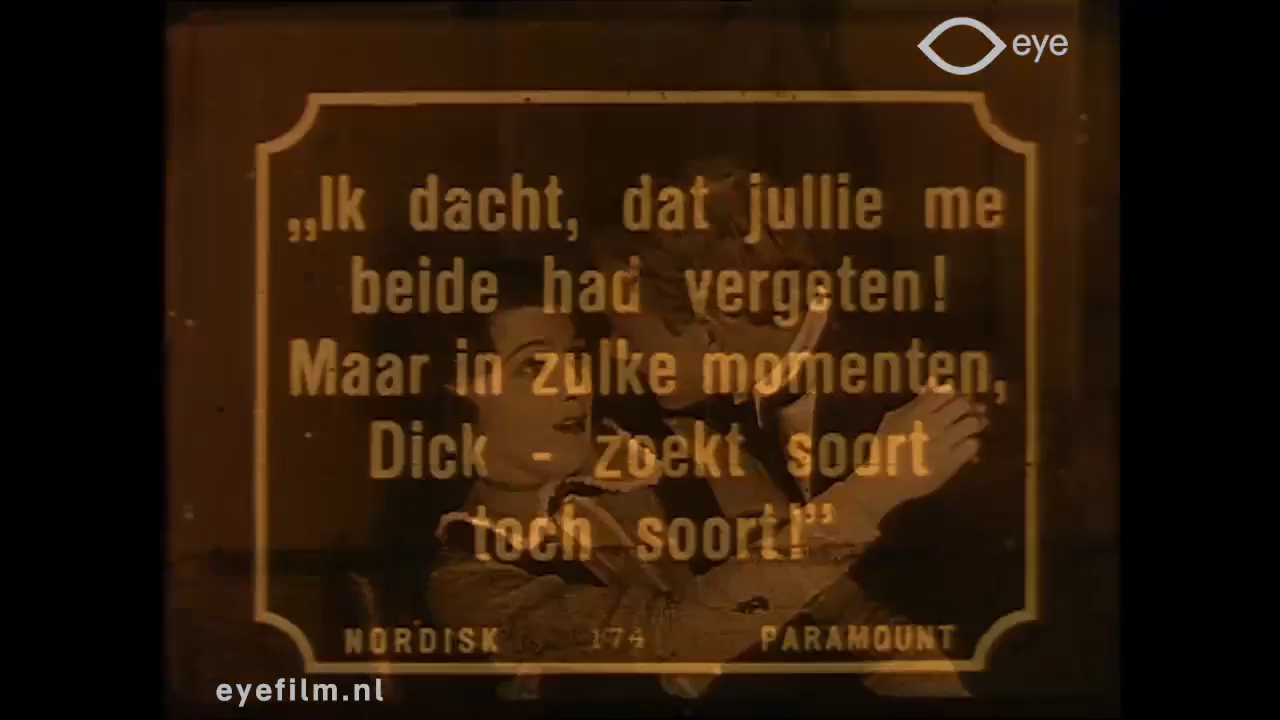 eye
„Ik dacht, dat jullie me
beide had vergeten!
Maar in zulke momenten,
Dick - zoekt soort
toch soort!”
NORDISK 174 PARAMOUNT
eyefilm.nl